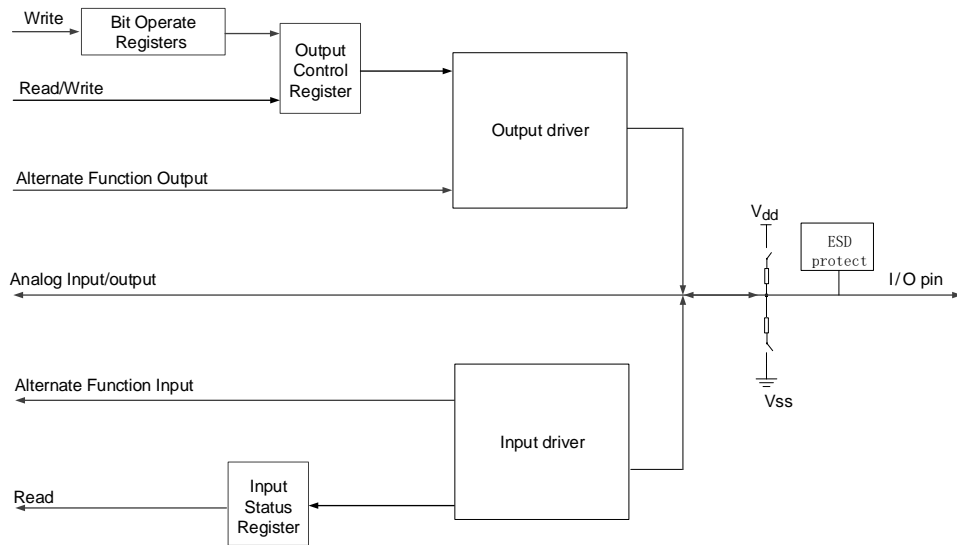 Write
Bit Operate
Registers
Output
Control
Register
Read/Write
Output driver
Alternate Function Output
Vdd
ESD
protect
Analog Input/output
I/O pin
Alternate Function Input
Vss
Input driver
Read
Input
Status
Register